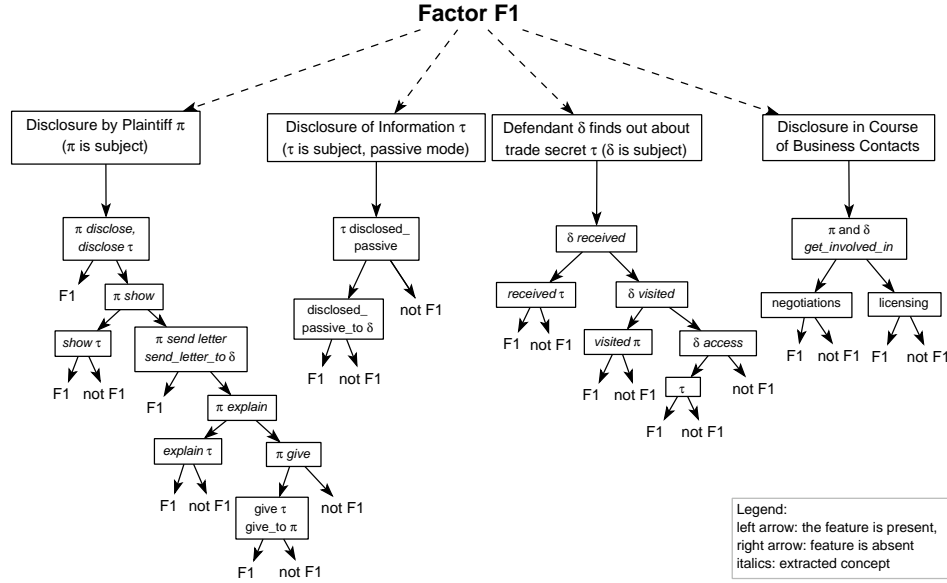 Factor F1
Disclosure by Plaintiff π
(π is subject)
Disclosure of Information τ
(τ is subject, passive mode)
Defendant δ finds out about
trade secret τ (δ is subject)
Disclosure in Course
of Business Contacts
π disclose,
disclose τ
F1
π show
show τ
F1 not F1
π send letter
send_letter_to δ
F1
π explain
explain τ
F1 not F1
π give
give τ
give_to π
F1 not F1
not F1
τ disclosed_
passive
disclosed_
passive_to δ
F1 not F1
not F1
δ received
received τ
F1 not F1
δ visited
visited π
F1 not F1
δ access
τ
F1 not F1
not F1
π and δ
get_involved_in
negotiations
F1 not F1
licensing
F1 not F1
Legend:
left arrow: the feature is present,
right arrow: feature is absent
italics: extracted concept